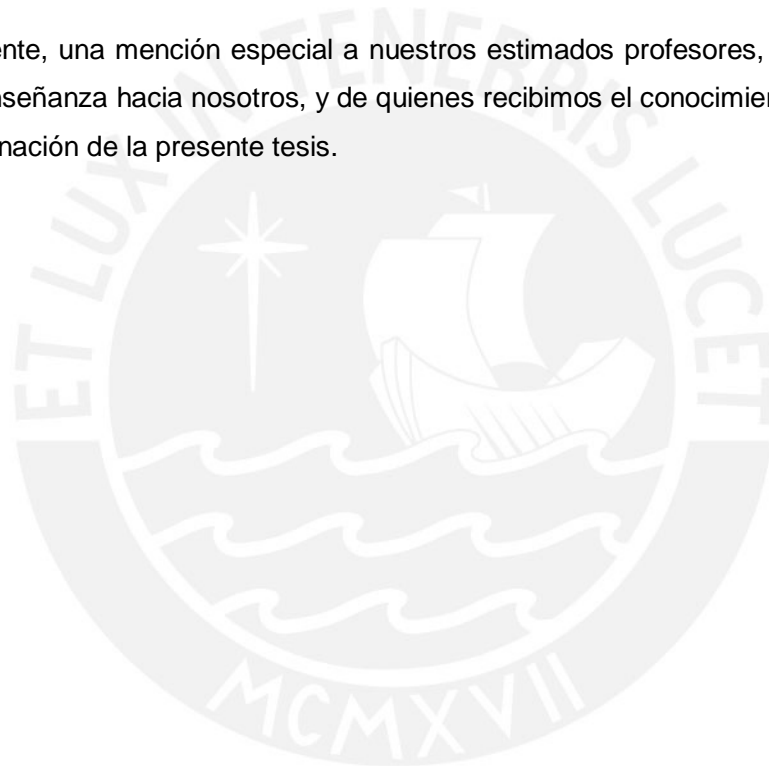 ente, una mención especial a nuestros estimados profesores,
nseñanza hacia nosotros, y de quienes recibimos el conocimien
nación de la presente tesis.
ET LUX IN TENEBRIS LUCET
MCMXVII